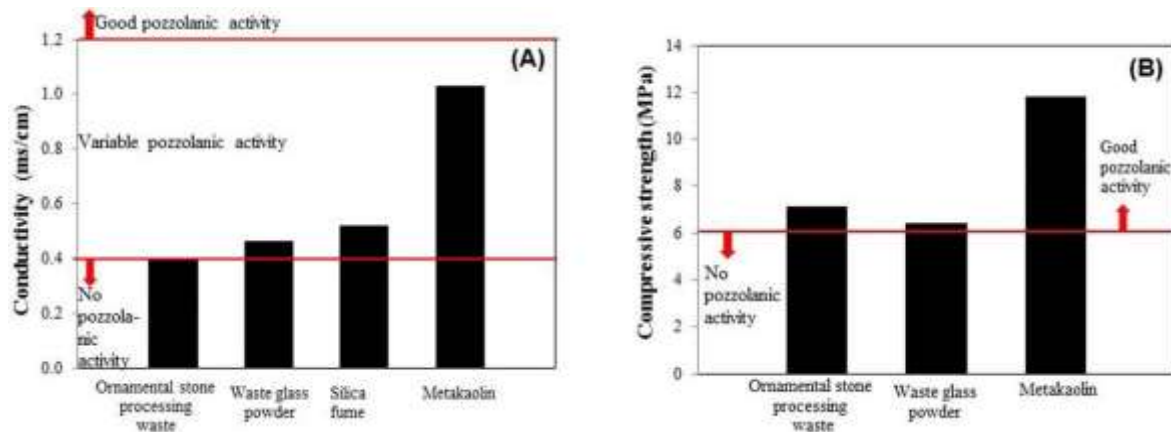 Good pozzolanic activity
(A)
Conductivity (ms/cm)
1.2
1.0
0.8
0.6
0.4
0.2
0.0
Variable pozzolanic activity
No
pozzola-
nic
activity
Ornamental stone
processing
waste
Waste glass
powder
Silica
fume
Metakaolin
(B)
Compressive strength (MPa)
14
12
10
8
6
4
2
0
Good
pozzolanic
activity
No
pozzolanic
activity
Ornamental stone
processing
waste
Waste glass
powder
Metakaolin